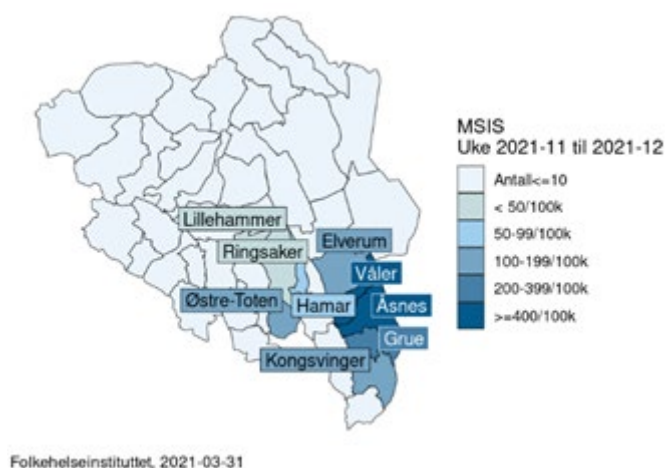 MSIS
Uke 2021-11 til 2021-12
Antall<=10
< 50/100k
50-99/100k
100-199/100k
200-399/100k
>=400/100k
Lillehammer
Ringsaker
Elverum
Våler
Østre-Toten
Hamar
Åsnes
Grue
Kongsvinger
Folkehelseinstituttet, 2021-03-31